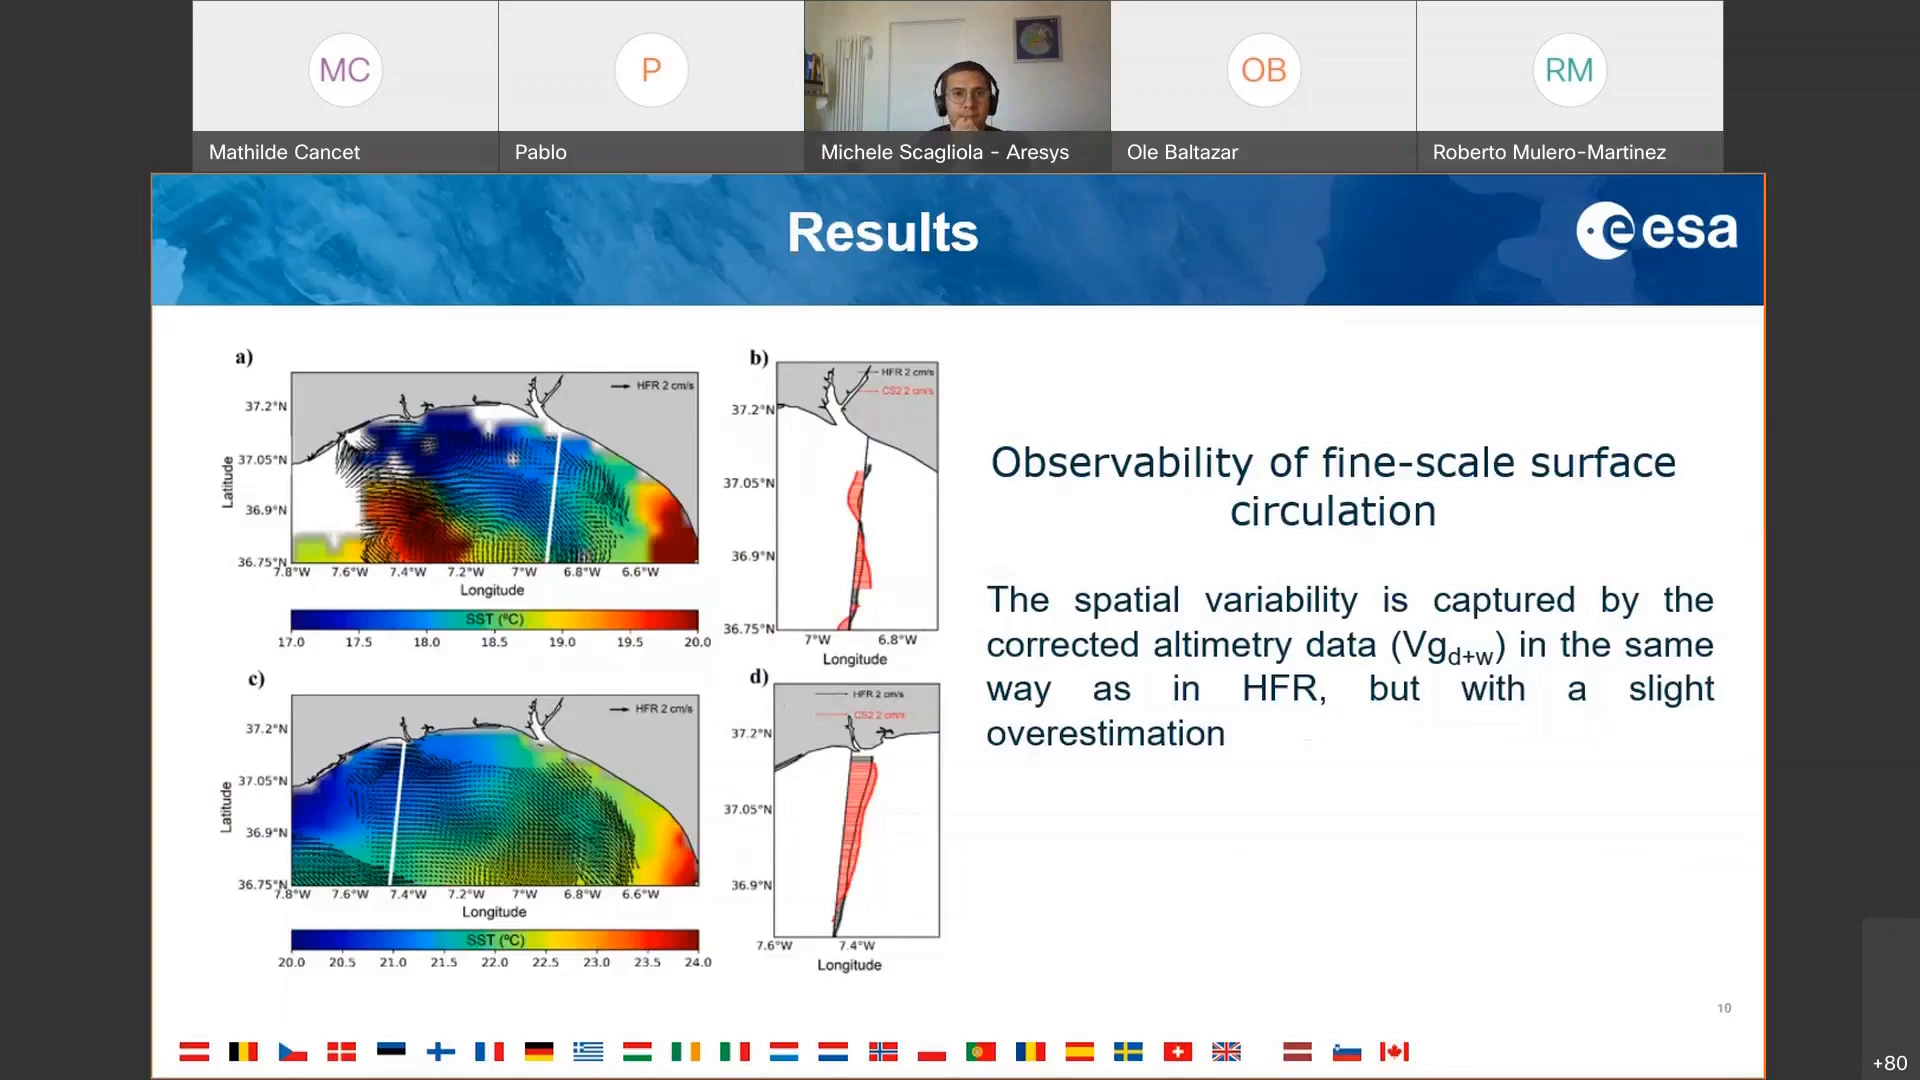 MC
P
OB
RM
Mathilde Cancet
Pablo
Michele Scagliola - Aresys
Ole Baltazar
Roberto Mulero-Martinez
Results
esa
a)
HFR 2 cm/s
37.2°N
37.05°N
36.9°N
36.75°N
Latitude
7.8°W 7.6°W 7.4°W 7.2°W 7°W 6.8°W 6.6°W
Longitude
SST (ºC)
17.0 17.5 18.0 18.5 19.0 19.5 20.0
b)
HFR 2 cm/s
CS2 2 cm/s
37.2°N
37.05°N
36.9°N
36.75°N
7°W 6.8°W
Longitude
c)
HFR 2 cm/s
37.2°N
37.05°N
36.9°N
36.75°N
Latitude
7.8°W 7.6°W 7.4°W 7.2°W 7°W 6.8°W 6.6°W
Longitude
SST (ºC)
20.0 20.5 21.0 21.5 22.0 22.5 23.0 23.5 24.0
d)
HFR 2 cm/s
CS2 2 cm/s
37.2°N
37.05°N
36.9°N
7.6°W 7.4°W
Longitude
Observability of fine-scale surface
circulation
The spatial variability is captured by the
corrected altimetry data (Vgd+w) in the same
way as in HFR, but with a slight
overestimation
10
+80